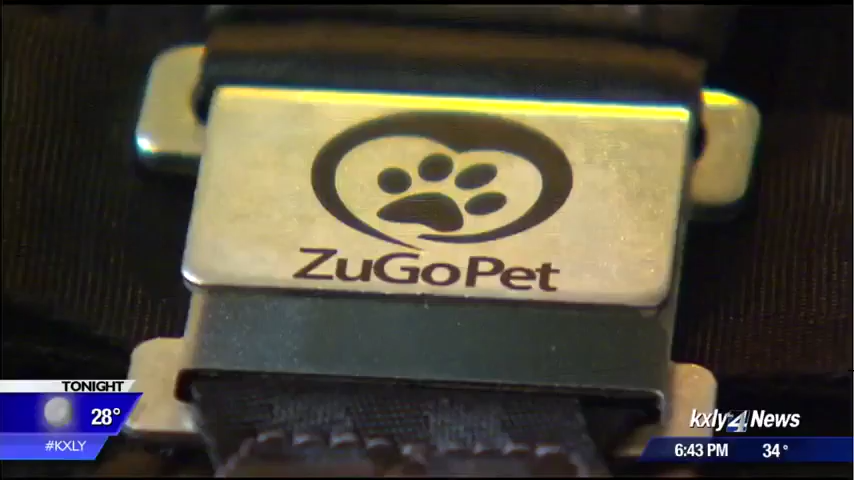 ZuGoPet
TONIGHT
28°
#KXLY
kxly4News
6:43 PM 34°